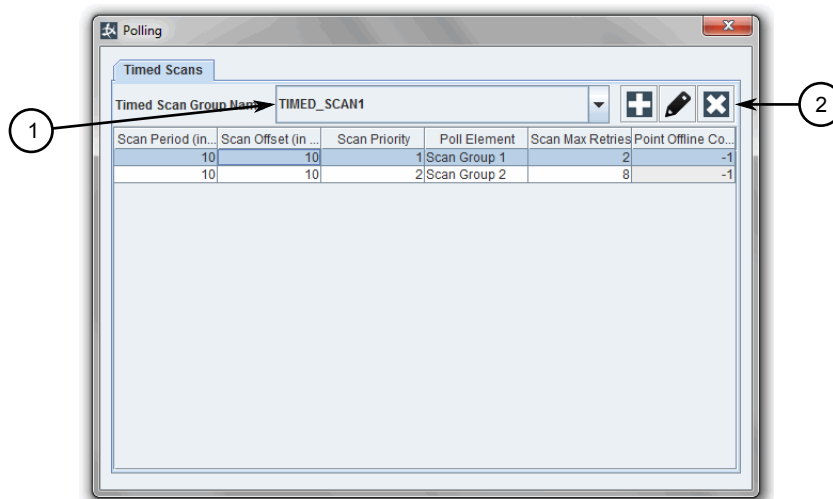 Polling
Timed Scans
Timed Scan Group Name TIMED_SCAN1
1
2
Scan Period (in... Scan Offset (in ... Scan Priority Poll Element Scan Max Retries Point Offline Co...
10 10 1 Scan Group 1 2 -1
10 10 2 Scan Group 2 8 -1